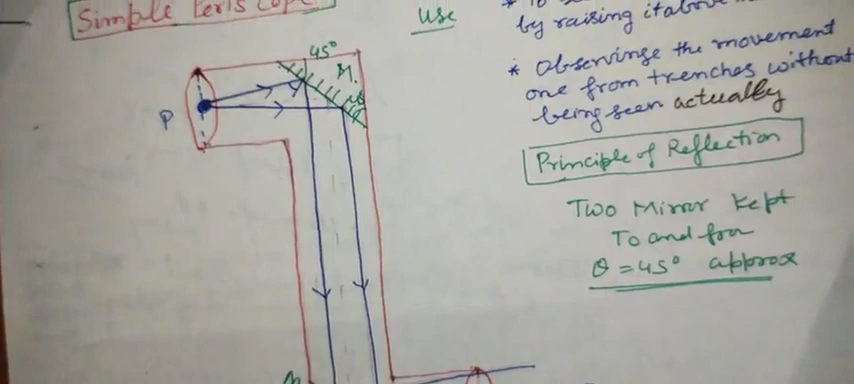 Simple Periscope
Use
by raising it above
* Observinge the movement
one from trenches without
being seen actually
Principle of Reflection
Two Mirror Kept
To and fro
θ = 45° approx
45°
M.
P